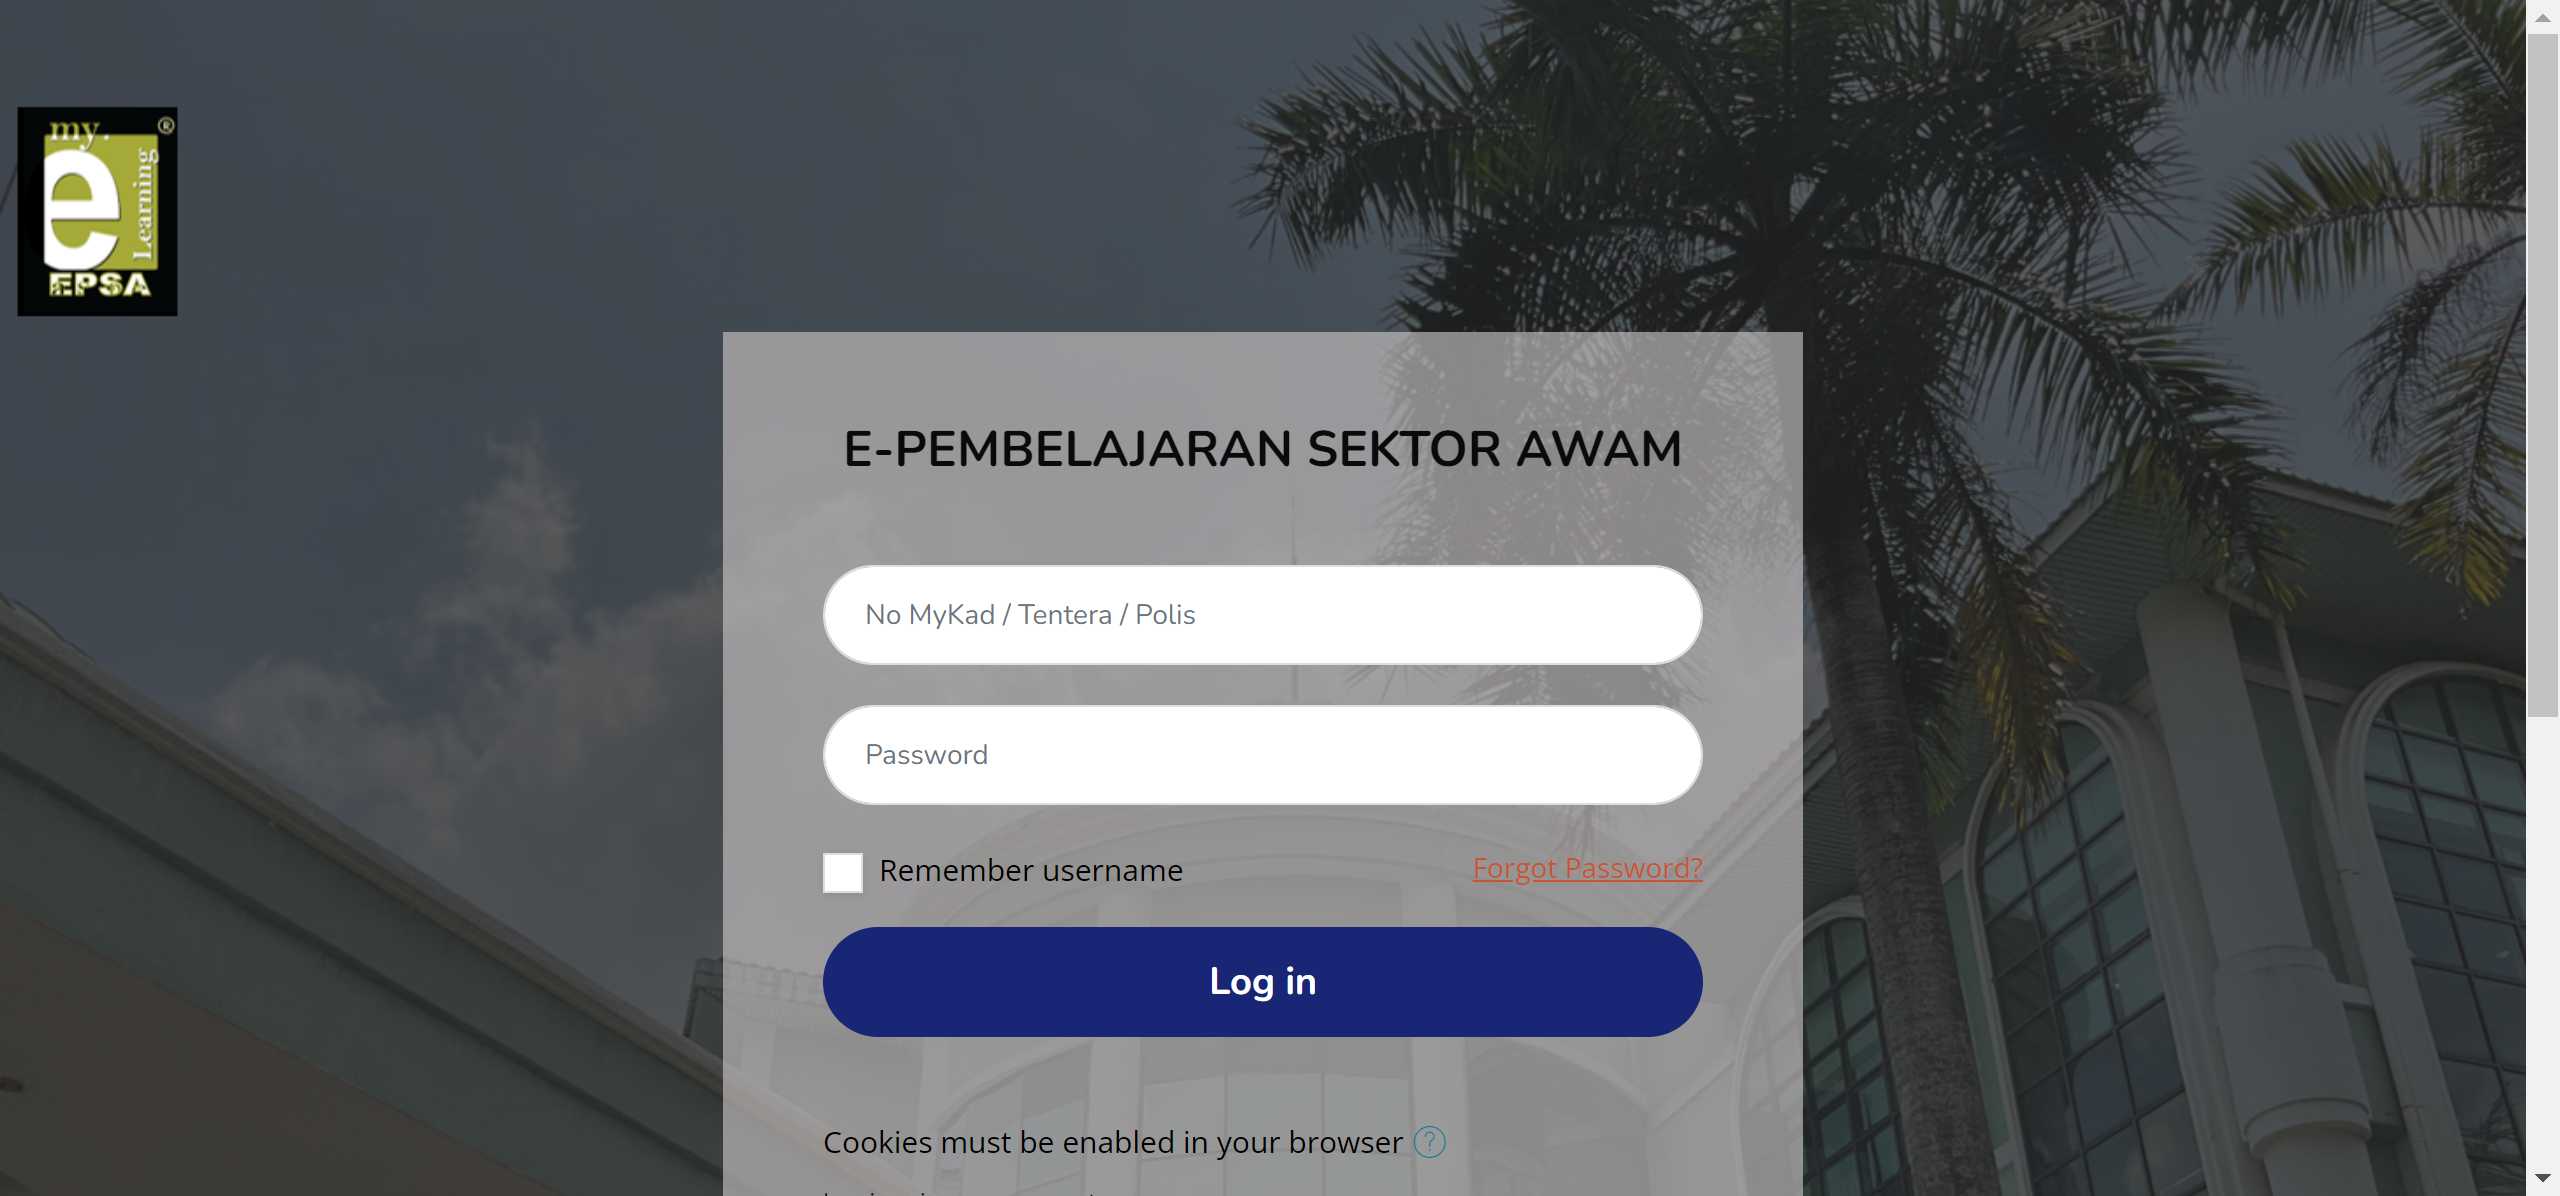 my.
®
e
Learning
EPSA
E-PEMBELAJARAN SEKTOR AWAM
No MyKad / Tentera / Polis
Password
Remember username
Forgot Password?
Log in
Cookies must be enabled in your browser ?